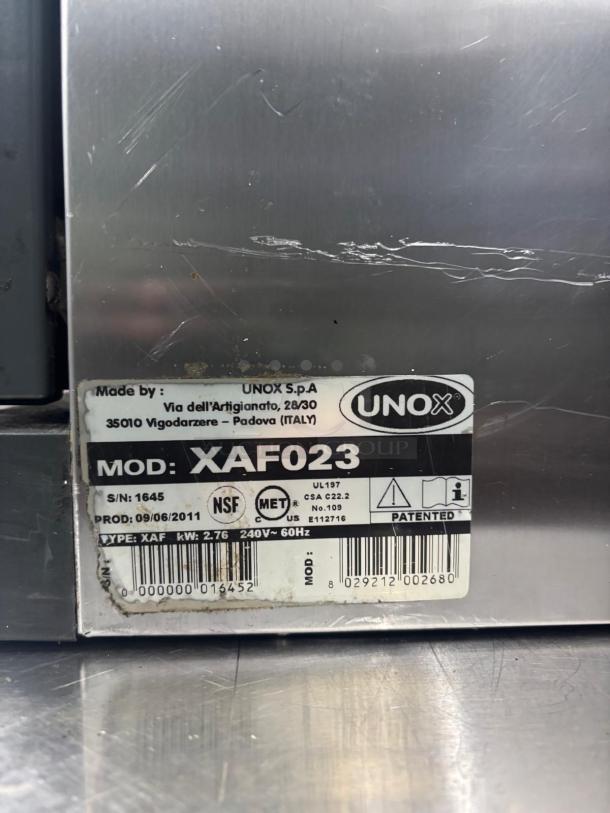 Made by :
UNOX S.p.A
Via dell'Artigianato, 28/30
35010 Vigodarzere – Padova (ITALY)
UNOX®
MOD: XAF023
S/N: 1645
PROD: 09/06/2011
NSF
MET®
C US
UL197
CSA C22.2
No.109
E112716
i
PATENTED
TYPE: XAF kW: 2.76 240V~ 60Hz
S/N :
0 000000 016452
MOD :
8 029212 002680